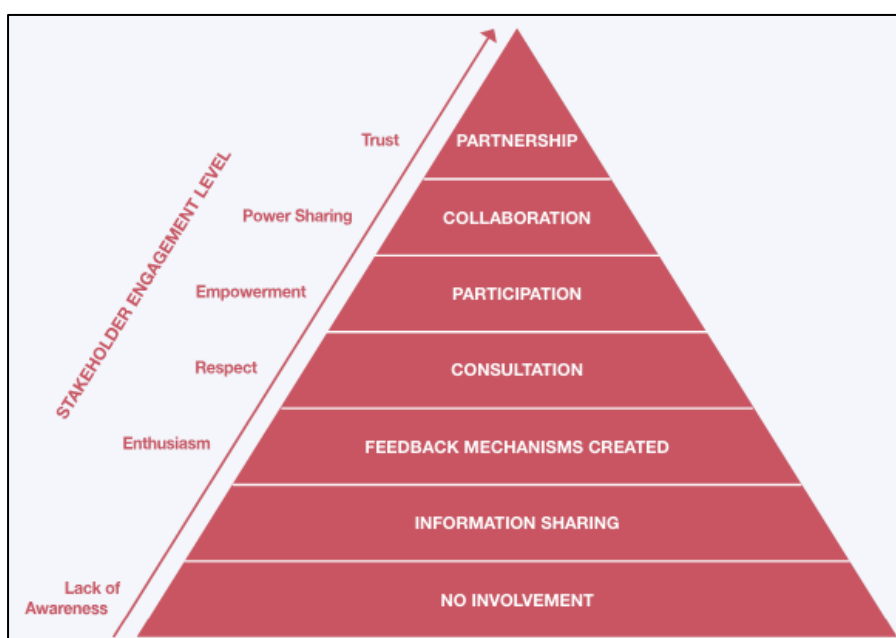 Trust
PARTNERSHIP
Power Sharing
COLLABORATION
Empowerment
PARTICIPATION
Respect
CONSULTATION
Enthusiasm
FEEDBACK MECHANISMS CREATED
INFORMATION SHARING
Lack of
Awareness
NO INVOLVEMENT
STAKEHOLDER ENGAGEMENT LEVEL